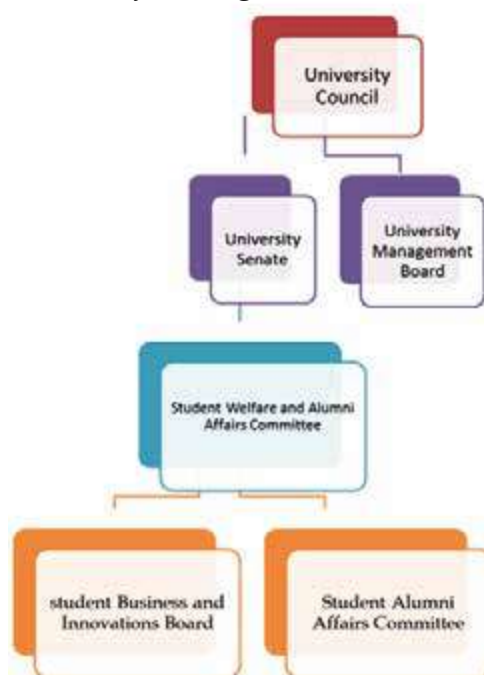 University
Council
University
Senate
University
Management
Board
Student Welfare and Alumni
Affairs Committee
student Business and
Innovations Board
Student Alumni
Affairs Committee